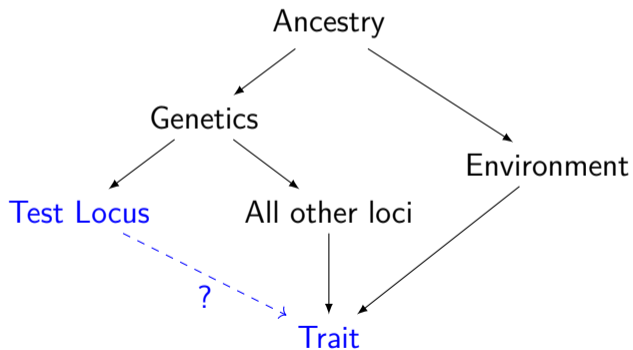 Ancestry
Genetics
Environment
Test Locus
All other loci
?
Trait